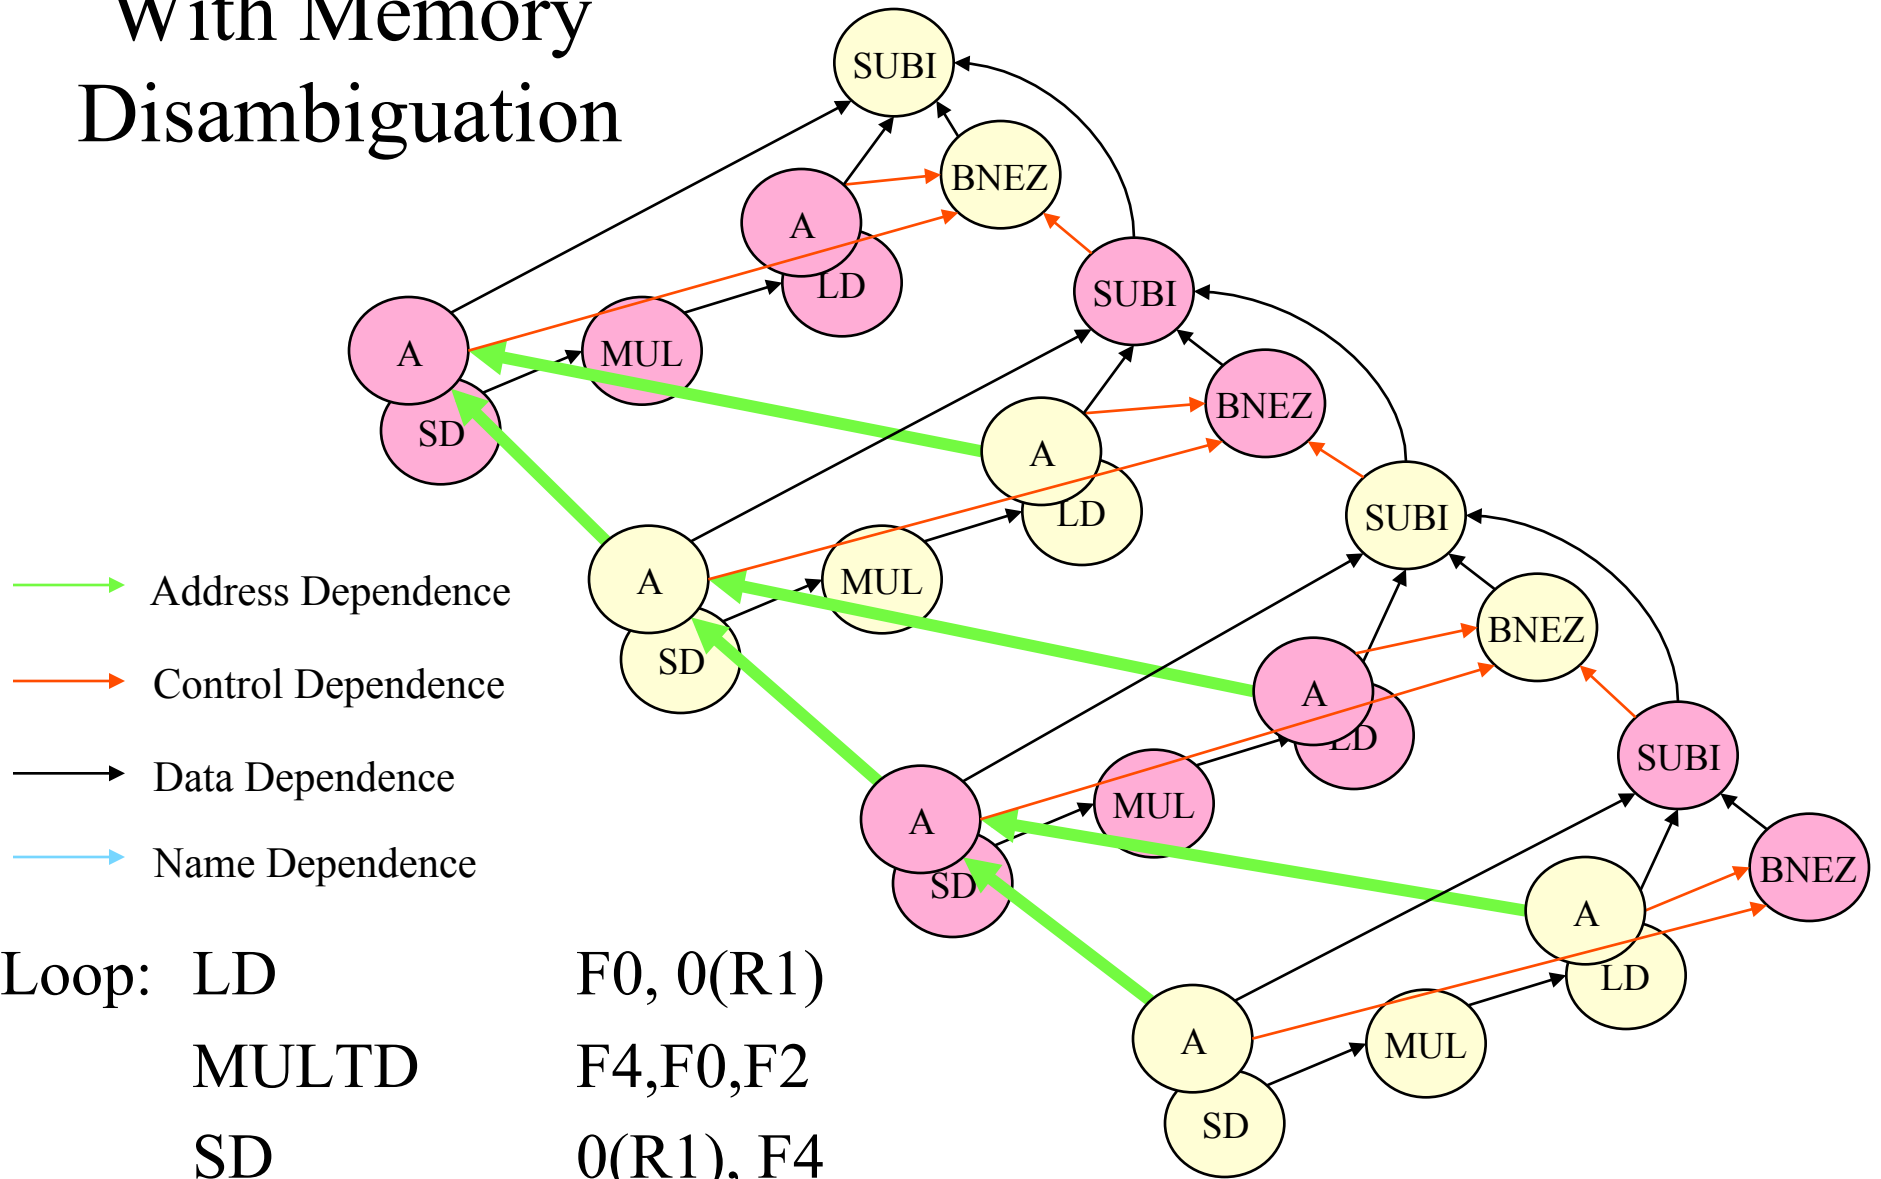 With Memory
Disambiguation
SUBI
BNEZ
A
LD
SUBI
A
MUL
SD
BNEZ
A
LD
SUBI
A
MUL
SD
BNEZ
A
LD
SUBI
A
MUL
SD
BNEZ
A
LD
A
MUL
SD
Address Dependence
Control Dependence
Data Dependence
Name Dependence
Loop: LD F0, 0(R1)
MULTD F4,F0,F2
SD 0(R1), F4